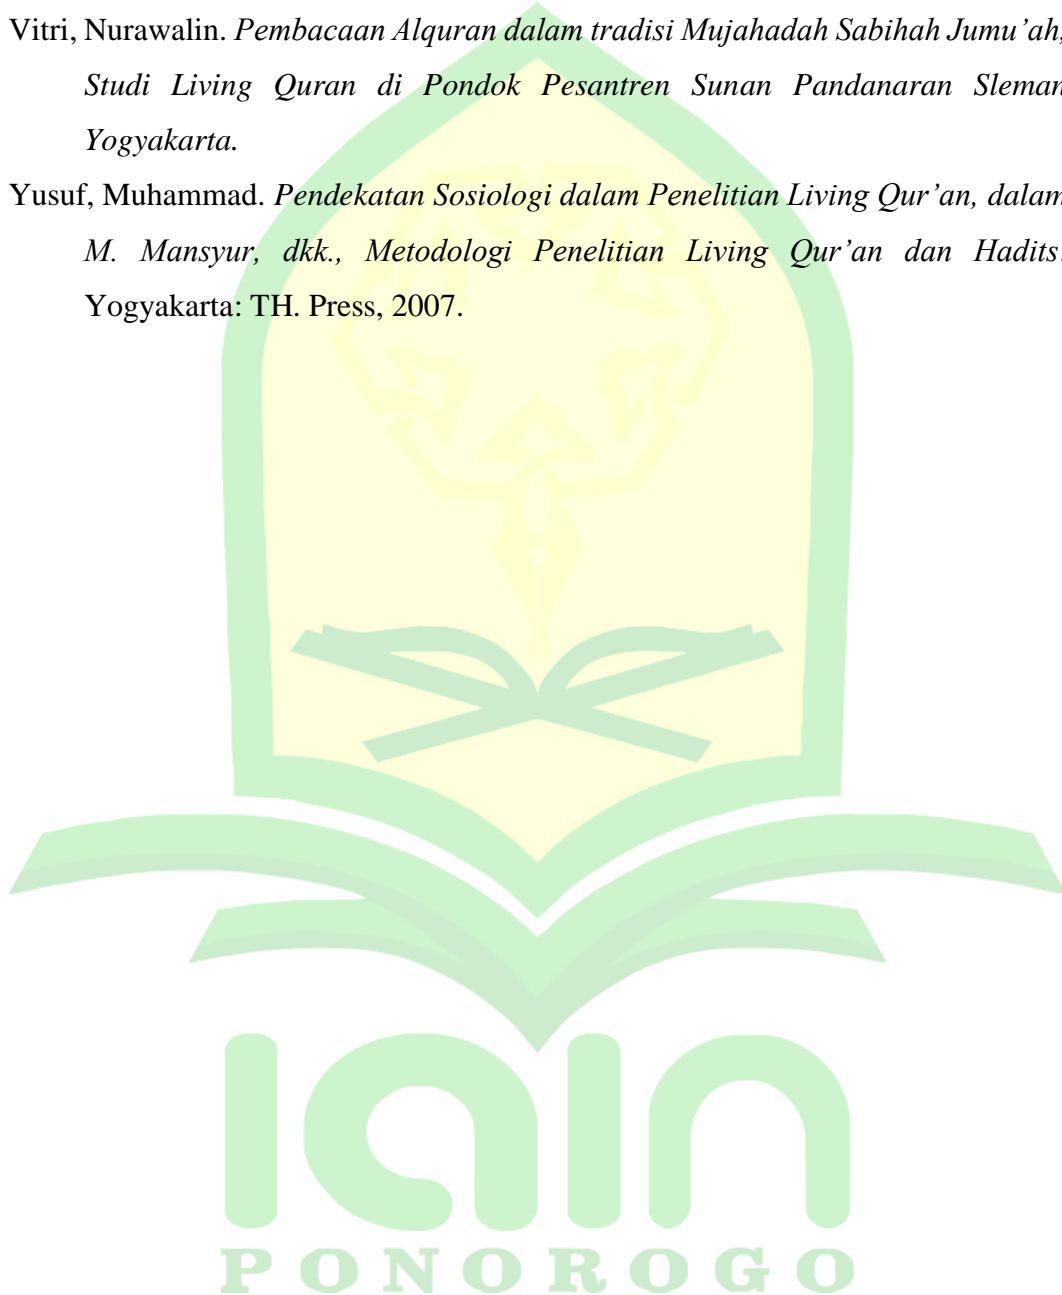 Vitri, Nurawalin. Pembacaan Alquran dalam tradisi Mujahadah Sabihah Jumu’ah,
Studi Living Quran di Pondok Pesantren Sunan Pandanaran Sleman
Yogyakarta.
Yusuf, Muhammad. Pendekatan Sosiologi dalam Penelitian Living Qur’an, dalam
M. Mansyur, dkk., Metodologi Penelitian Living Qur’an dan Hadits.
Yogyakarta: TH. Press, 2007.
iain
PONOROGO